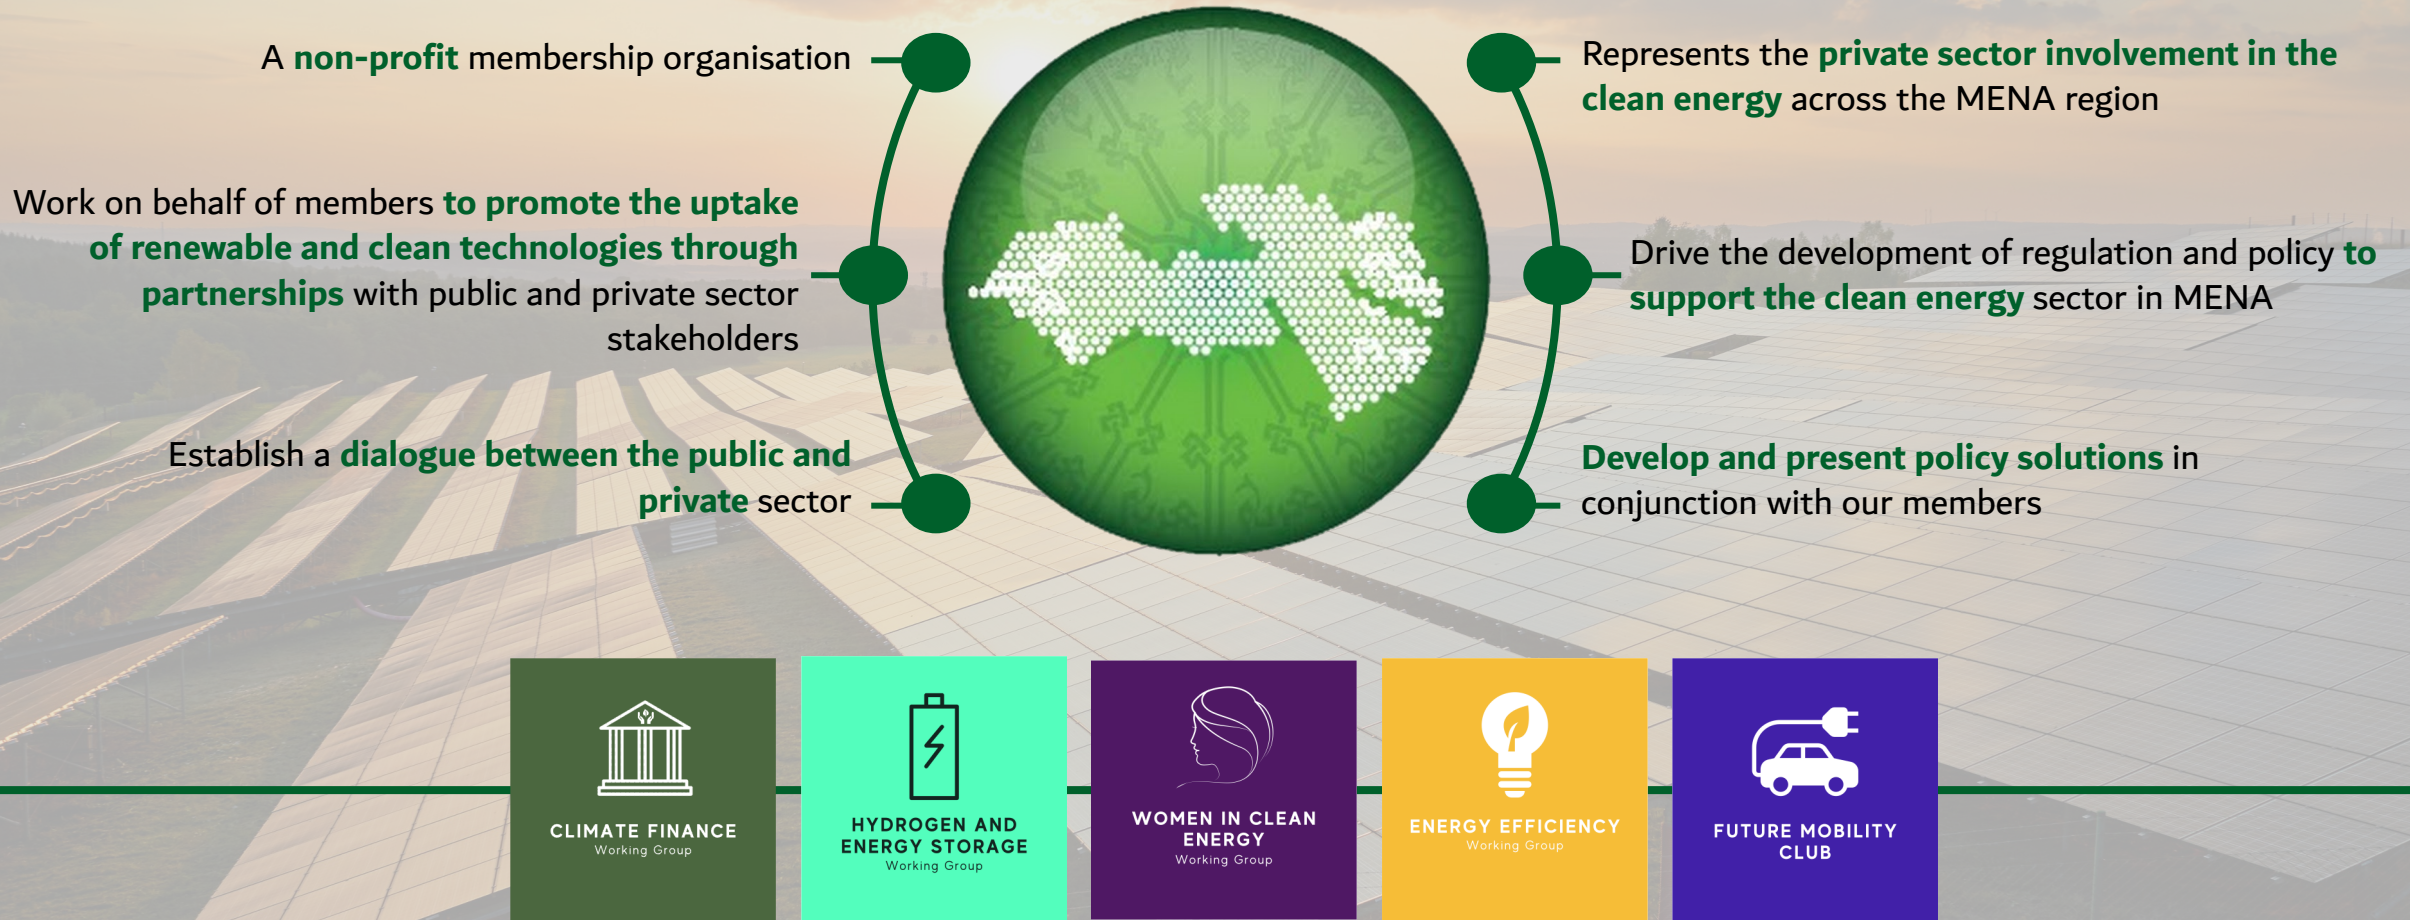 A non-profit membership organisation
Work on behalf of members to promote the uptake
of renewable and clean technologies through
partnerships with public and private sector
stakeholders
Establish a dialogue between the public and
private sector
Represents the private sector involvement in the
clean energy across the MENA region
Drive the development of regulation and policy to
support the clean energy sector in MENA
Develop and present policy solutions in
conjunction with our members
CLIMATE FINANCE
Working Group
HYDROGEN AND
ENERGY STORAGE
Working Group
WOMEN IN CLEAN
ENERGY
Working Group
ENERGY EFFICIENCY
Working Group
FUTURE MOBILITY
CLUB